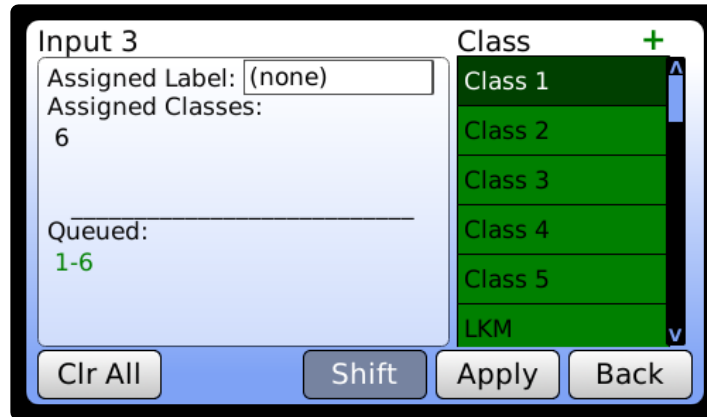 Input 3
Assigned Label: (none)
Assigned Classes:
6
Queued:
1-6
Class +
Class 1
Class 2
Class 3
Class 4
Class 5
LKM
Clr All Shift Apply Back